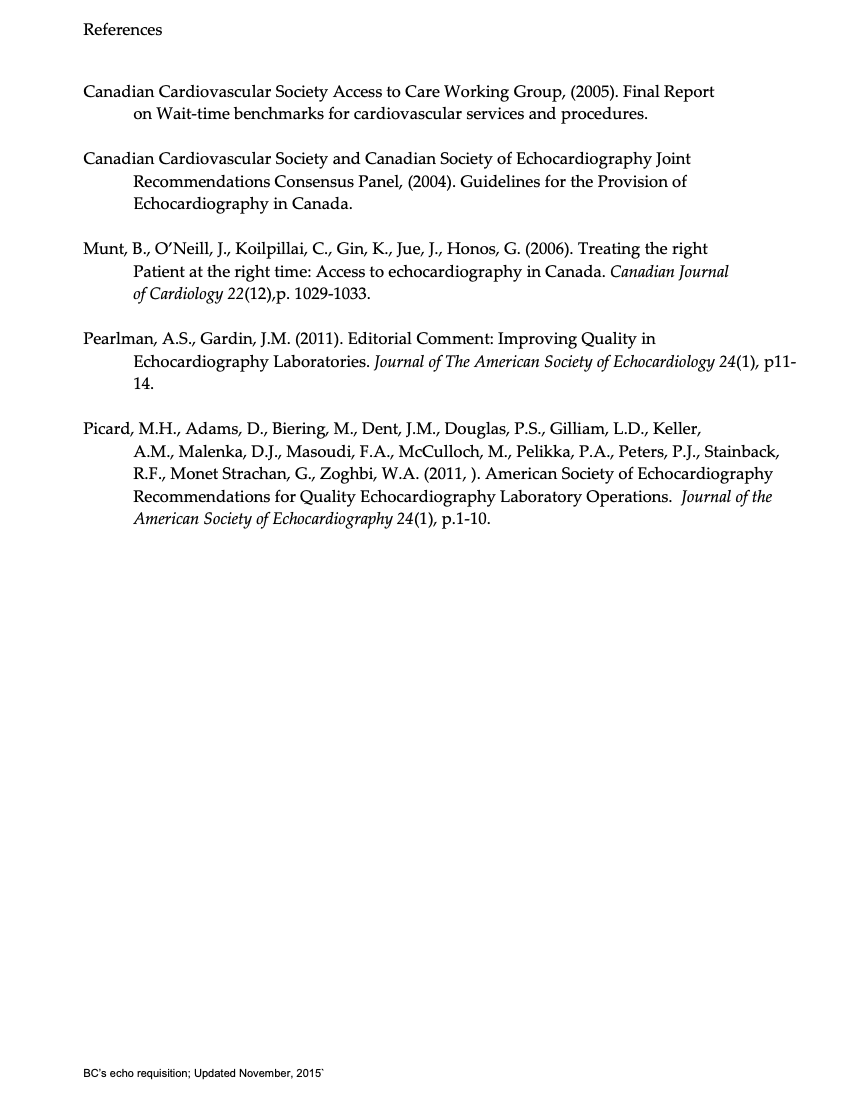 References
Canadian Cardiovascular Society Access to Care Working Group, (2005). Final Report
on Wait-time benchmarks for cardiovascular services and procedures.
Canadian Cardiovascular Society and Canadian Society of Echocardiography Joint
Recommendations Consensus Panel, (2004). Guidelines for the Provision of
Echocardiography in Canada.
Munt, B., O’Neill, J., Koilpillai, C., Gin, K., Jue, J., Honos, G. (2006). Treating the right
Patient at the right time: Access to echocardiography in Canada. Canadian Journal
of Cardiology 22(12),p. 1029-1033.
Pearlman, A.S., Gardin, J.M. (2011). Editorial Comment: Improving Quality in
Echocardiography Laboratories. Journal of The American Society of Echocardiology 24(1), p11-
14.
Picard, M.H., Adams, D., Biering, M., Dent, J.M., Douglas, P.S., Gilliam, L.D., Keller,
A.M., Malenka, D.J., Masoudi, F.A., McCulloch, M., Pelikka, P.A., Peters, P.J., Stainback,
R.F., Monet Strachan, G., Zoghbi, W.A. (2011, ). American Society of Echocardiography
Recommendations for Quality Echocardiography Laboratory Operations.  Journal of the
American Society of Echocardiography 24(1), p.1-10.
BC’s echo requisition; Updated November, 2015`